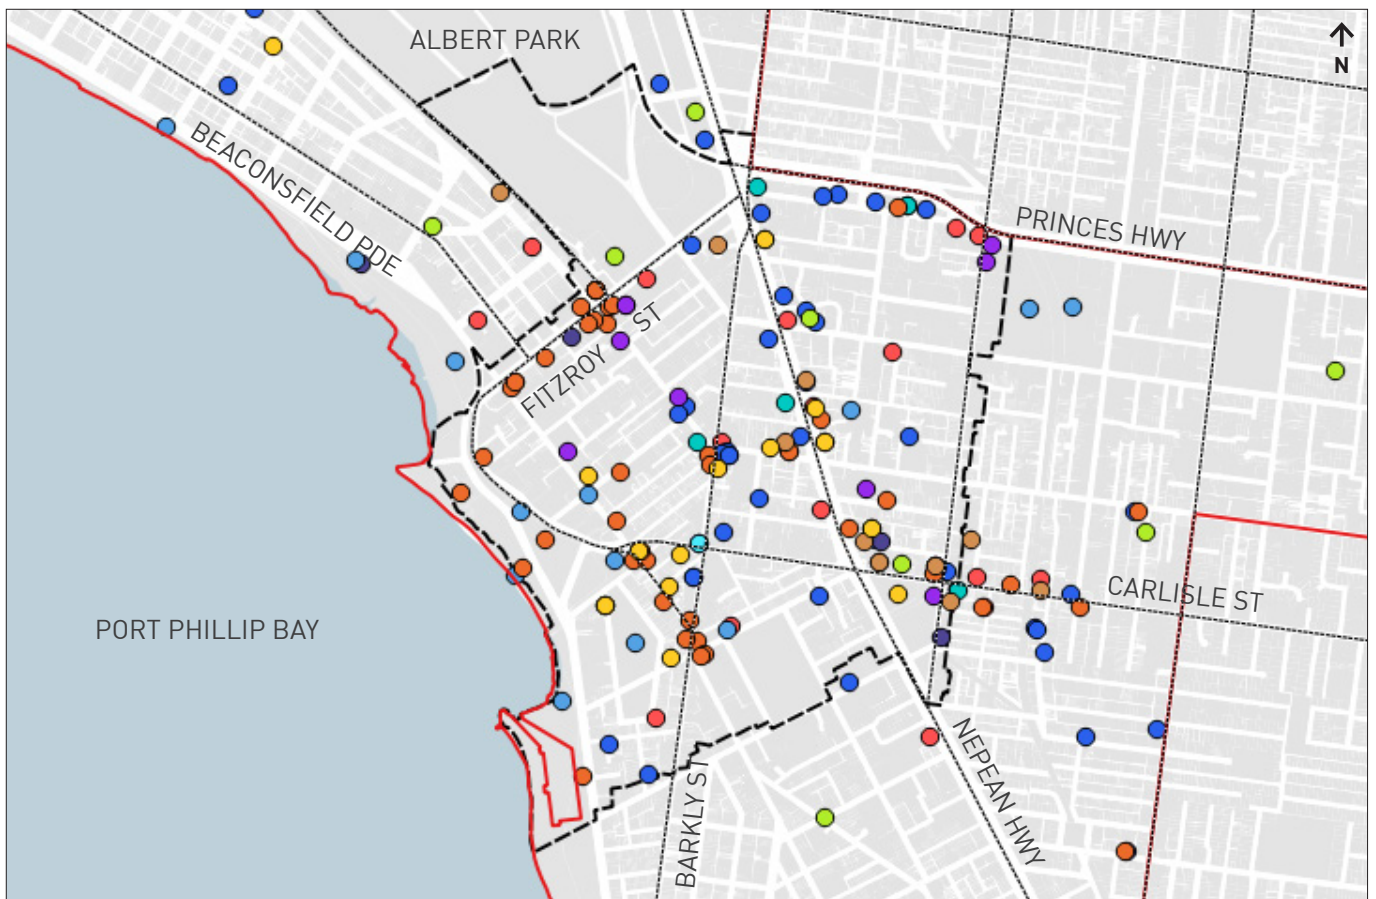 ALBERT PARK
N
BEACONSFIELD PDE
PRINCES HWY
FITZROY ST
CARLISLE ST
PORT PHILLIP BAY
NEPEAN HWY
BARKLY ST